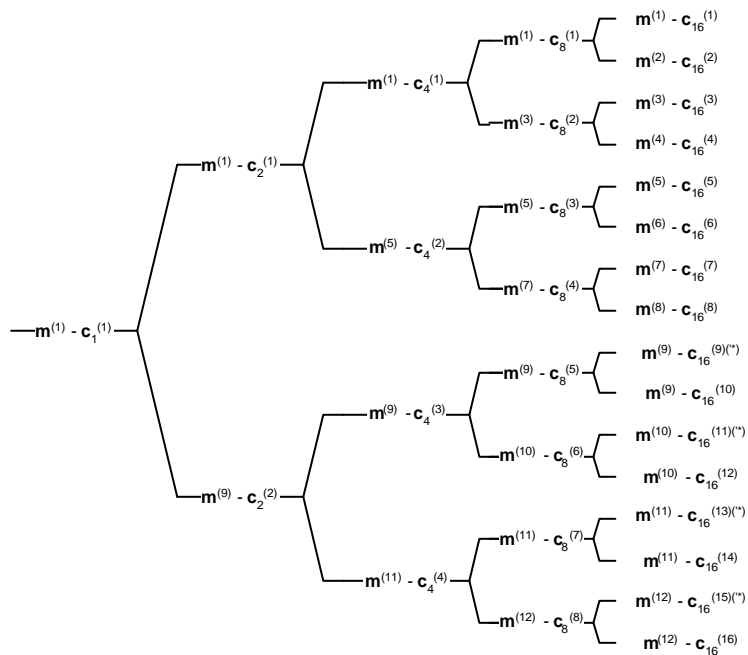 m(1) - c16(1)
m(1) - c8(1)
m(2) - c16(2)
m(1) - c4(1)
m(3) - c16(3)
m(3) - c8(2)
m(4) - c16(4)
m(1) - c2(1)
m(5) - c16(5)
m(5) - c8(3)
m(6) - c16(6)
m(5) - c4(2)
m(7) - c16(7)
m(7) - c8(4)
m(8) - c16(8)
m(1) - c1(1)
m(9) - c16(9)('*)
m(9) - c8(5)
m(9) - c16(10)
m(9) - c4(3)
m(10) - c16(11)('*)
m(10) - c8(6)
m(10) - c16(12)
m(9) - c2(2)
m(11) - c16(13)('*)
m(11) - c8(7)
m(11) - c16(14)
m(11) - c4(4)
m(12) - c16(15)('*)
m(12) - c8(8)
m(12) - c16(16)